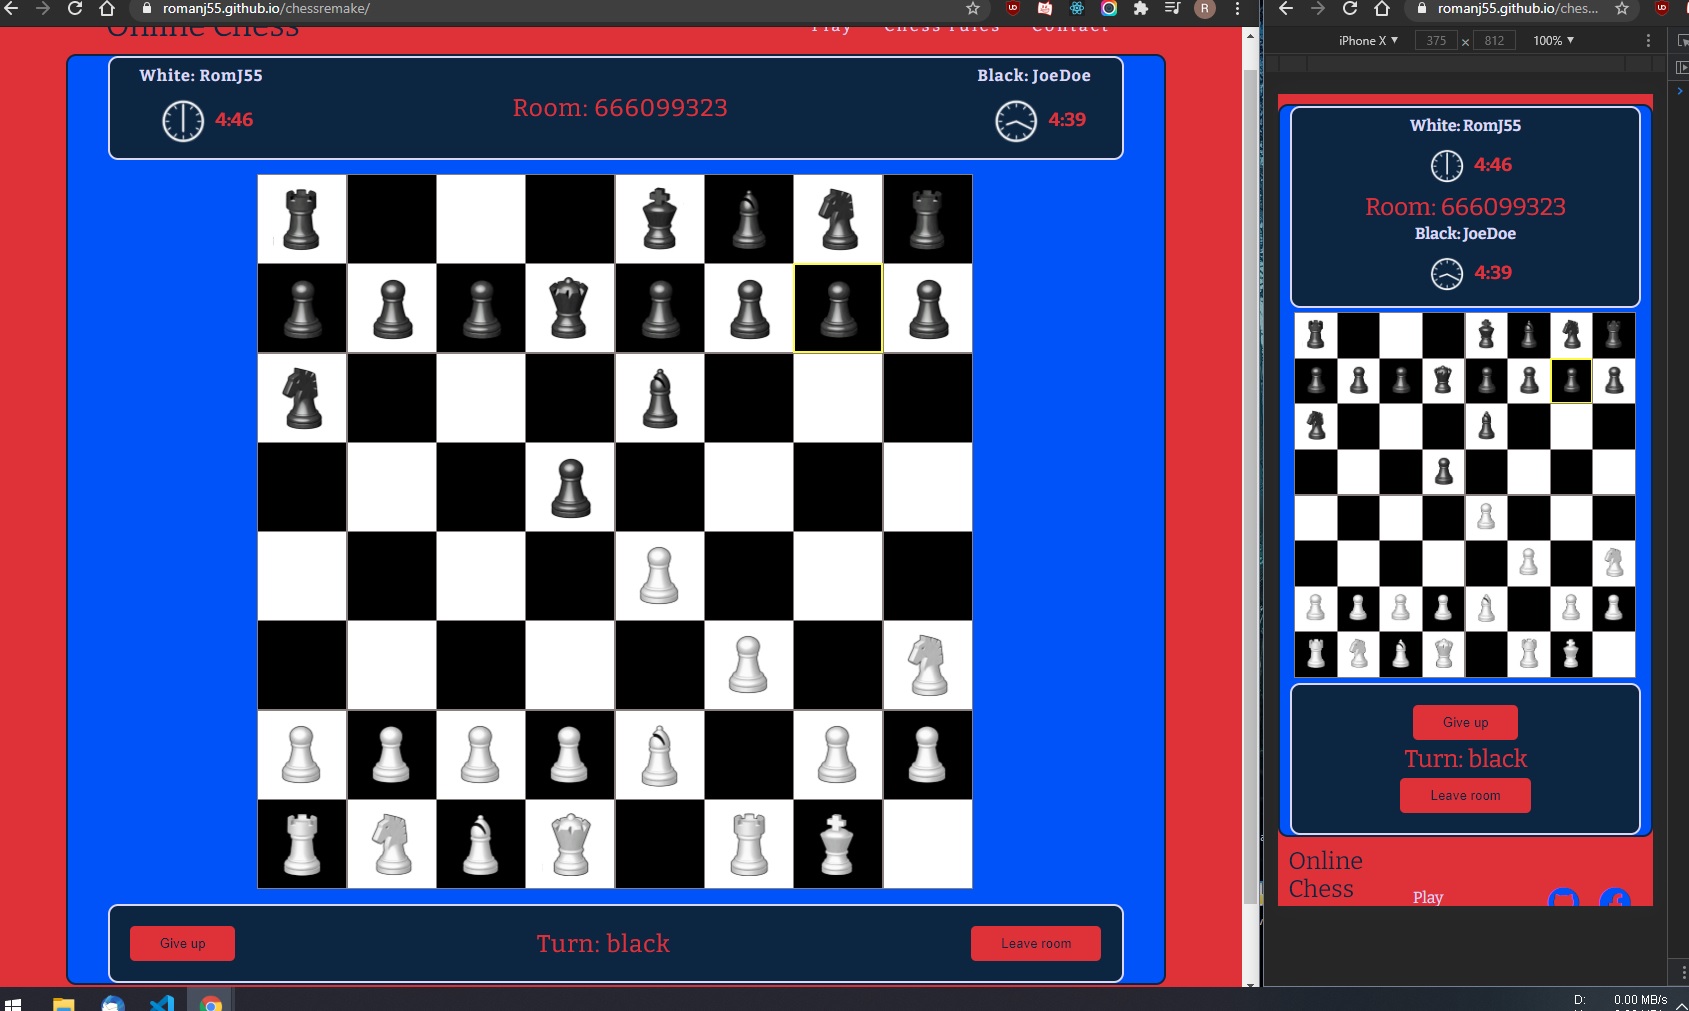 romanj55.github.io/chessremake/
Online Chess
Play Chess rules Contact
White: RomJ55
4:46
Room: 666099323
Black: JoeDoe
4:39
Give up
Turn: black
Leave room
romanj55.github.io/ches...
iPhone X ▼ 375 × 812 100% ▼
White: RomJ55
4:46
Room: 666099323
Black: JoeDoe
4:39
Give up
Turn: black
Leave room
Online
Chess
Play
D: 0.00 MB/s